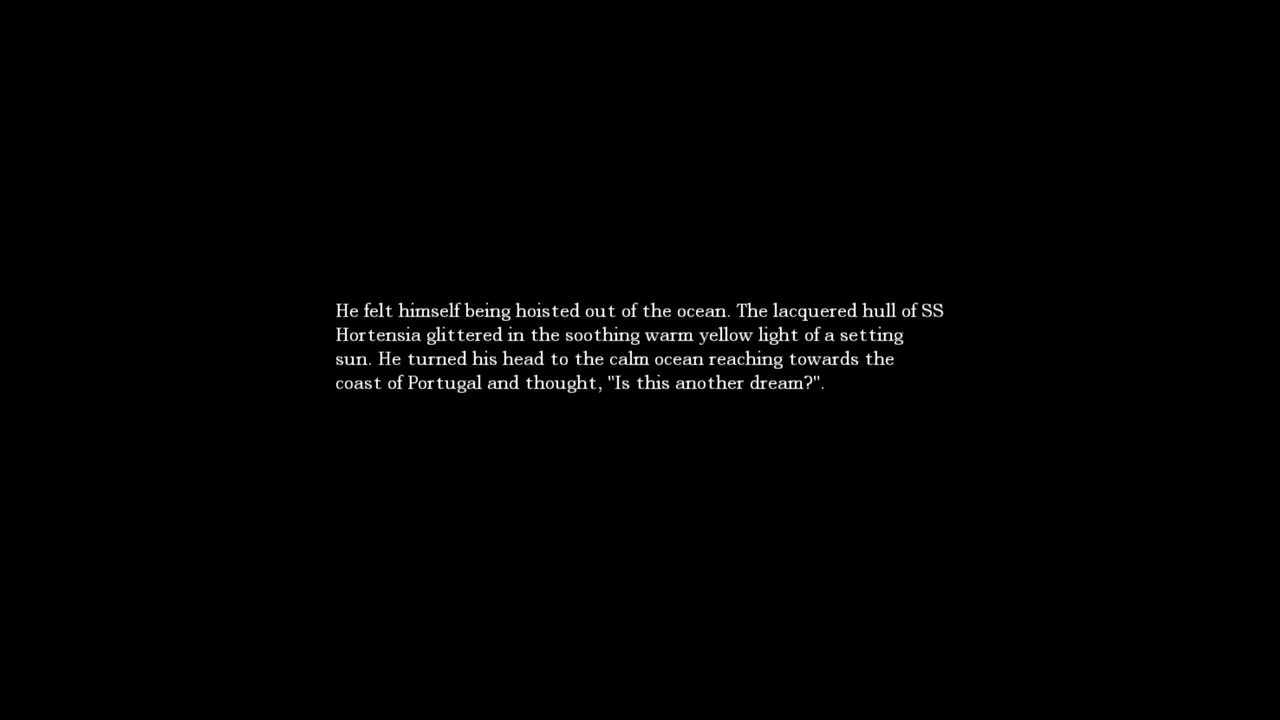 He felt himself being hoisted out of the ocean. The lacquered hull of SS
Hortensia glittered in the soothing warm yellow light of a setting
sun. He turned his head to the calm ocean reaching towards the
coast of Portugal and thought, "Is this another dream?".